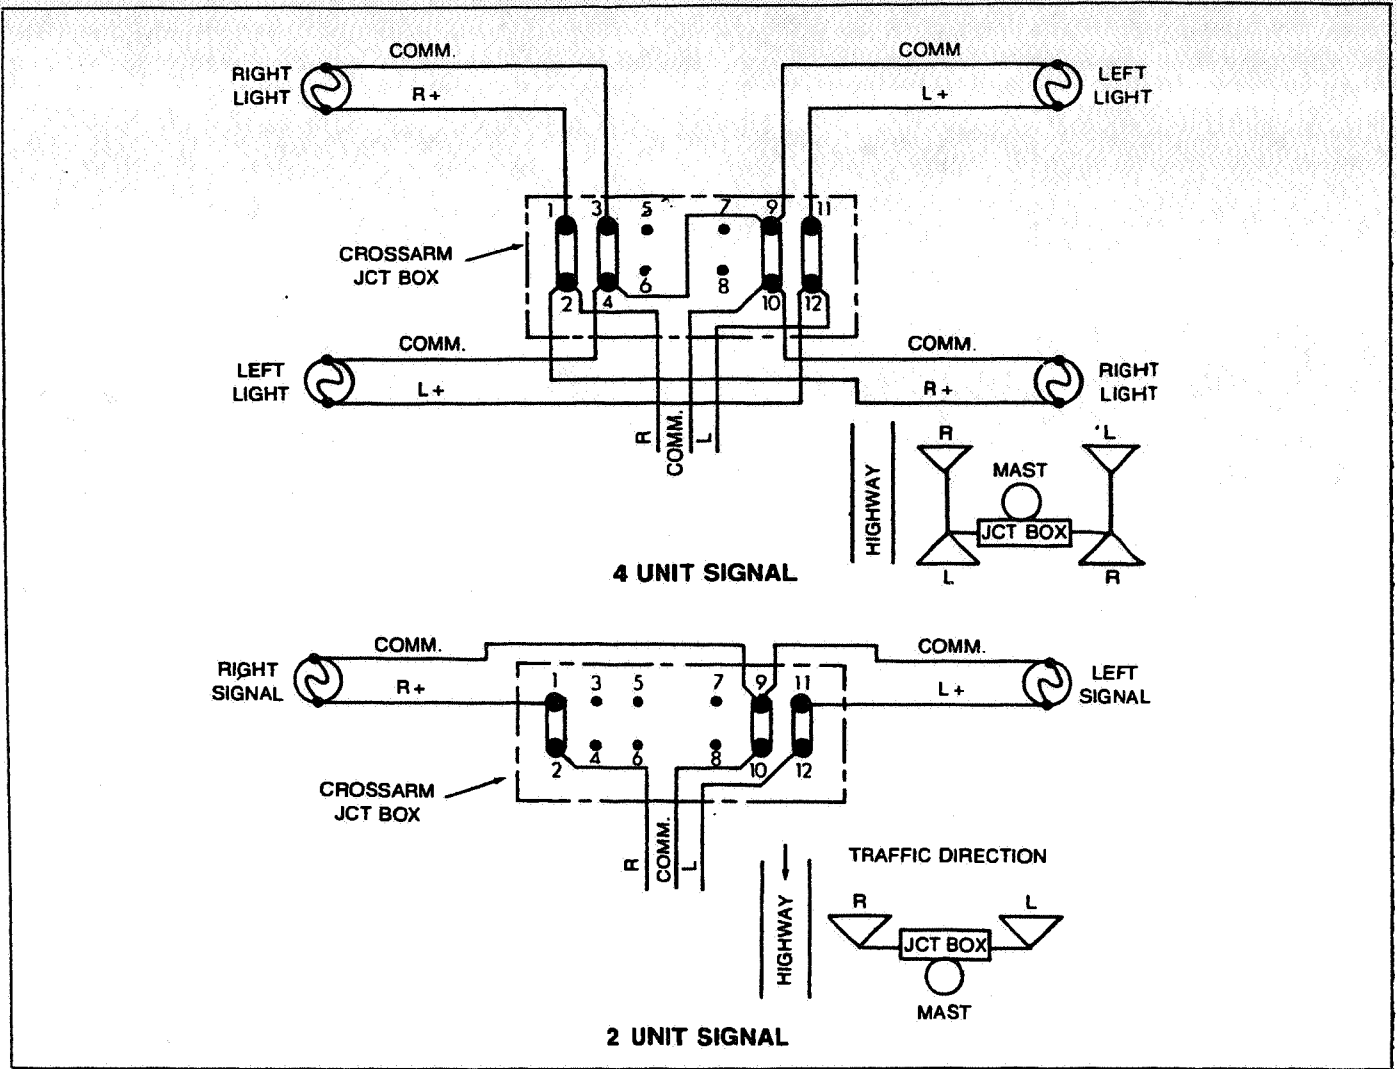 COMM.
COMM
RIGHT
LIGHT
R+
L+
LEFT
LIGHT
1 3 5 7 9 11
CROSSARM
JCT BOX
2 4 6 8 10 12
COMM.
COMM.
LEFT
LIGHT
L+
R+
RIGHT
LIGHT
R
COMM.
L
R L
MAST
HIGHWAY
JCT BOX
L R
4 UNIT SIGNAL
COMM.
COMM.
RIGHT
SIGNAL
R+
L+
LEFT
SIGNAL
1 3 5 7 9 11
4 6 8
2 10 12
CROSSARM
JCT BOX
R
COMM.
L
TRAFFIC DIRECTION
R L
HIGHWAY
JCT BOX
MAST
2 UNIT SIGNAL